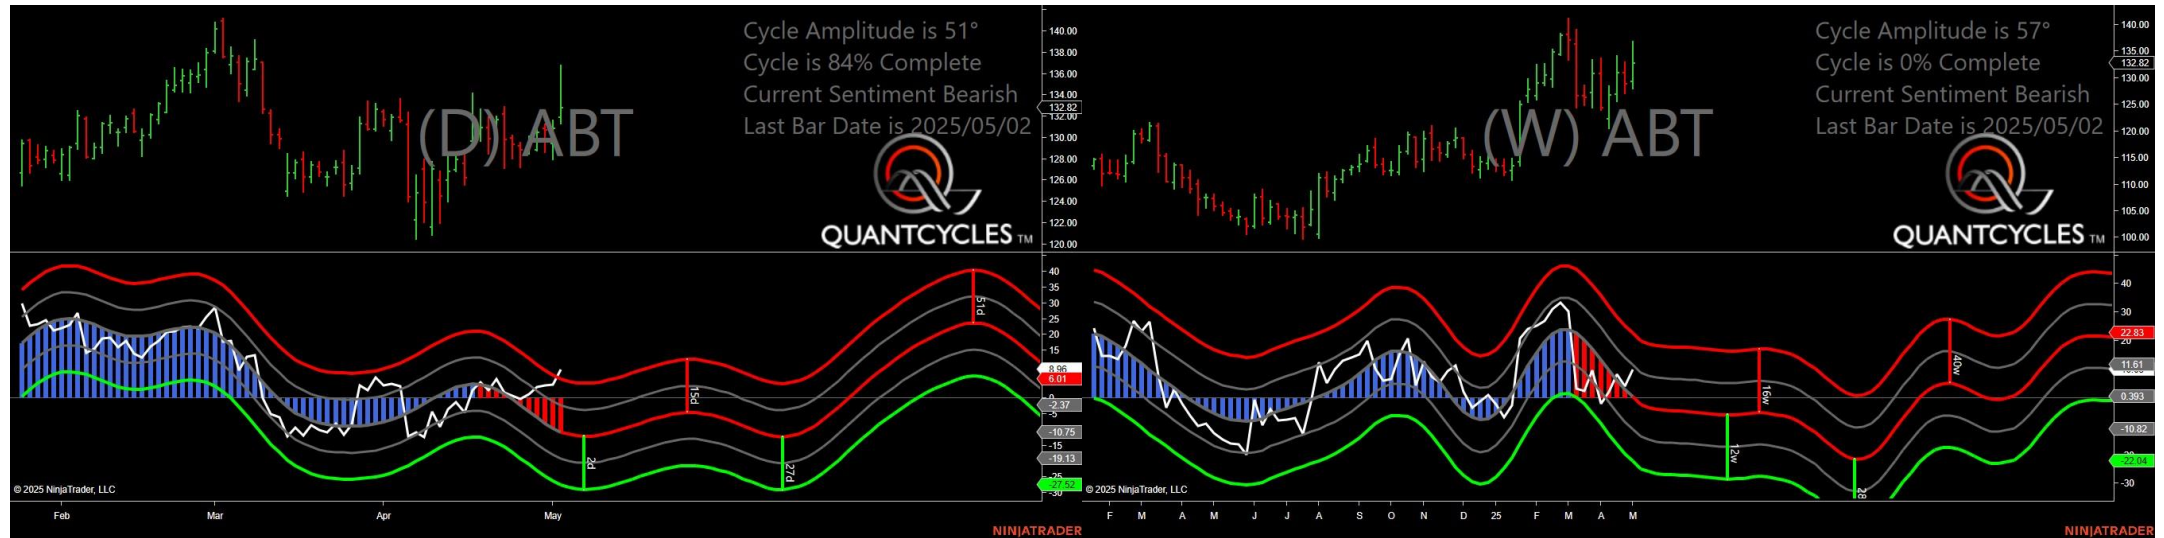 Cycle Amplitude is 51°
Cycle is 84% Complete
Current Sentiment Bearish
Last Bar Date is 2025/05/02
(D) ABT
QUANTCYCLES TM
140.00
138.00
136.00
134.00
132.82
130.00
128.00
126.00
124.00
122.00
120.00
40
35
30
25
20
15
8.96
6.01
-2.37
-5
-10.75
-15
-19.13
-27.52
-30
51d
15d
2d
27d
© 2025 NinjaTrader, LLC
Feb
Mar
Apr
May
NINJATRADER
Cycle Amplitude is 57°
Cycle is 0% Complete
Current Sentiment Bearish
Last Bar Date is 2025/05/02
(W) ABT
QUANTCYCLES TM
140.00
135.00
132.82
130.00
125.00
120.00
115.00
110.00
105.00
100.00
40
30
22.83
20
11.61
0.393
-10.82
-22.04
-30
16w
12w
40w
28
© 2025 NinjaTrader, LLC
F M A M J J A S O N D 25 F M A M
NINJATRADER